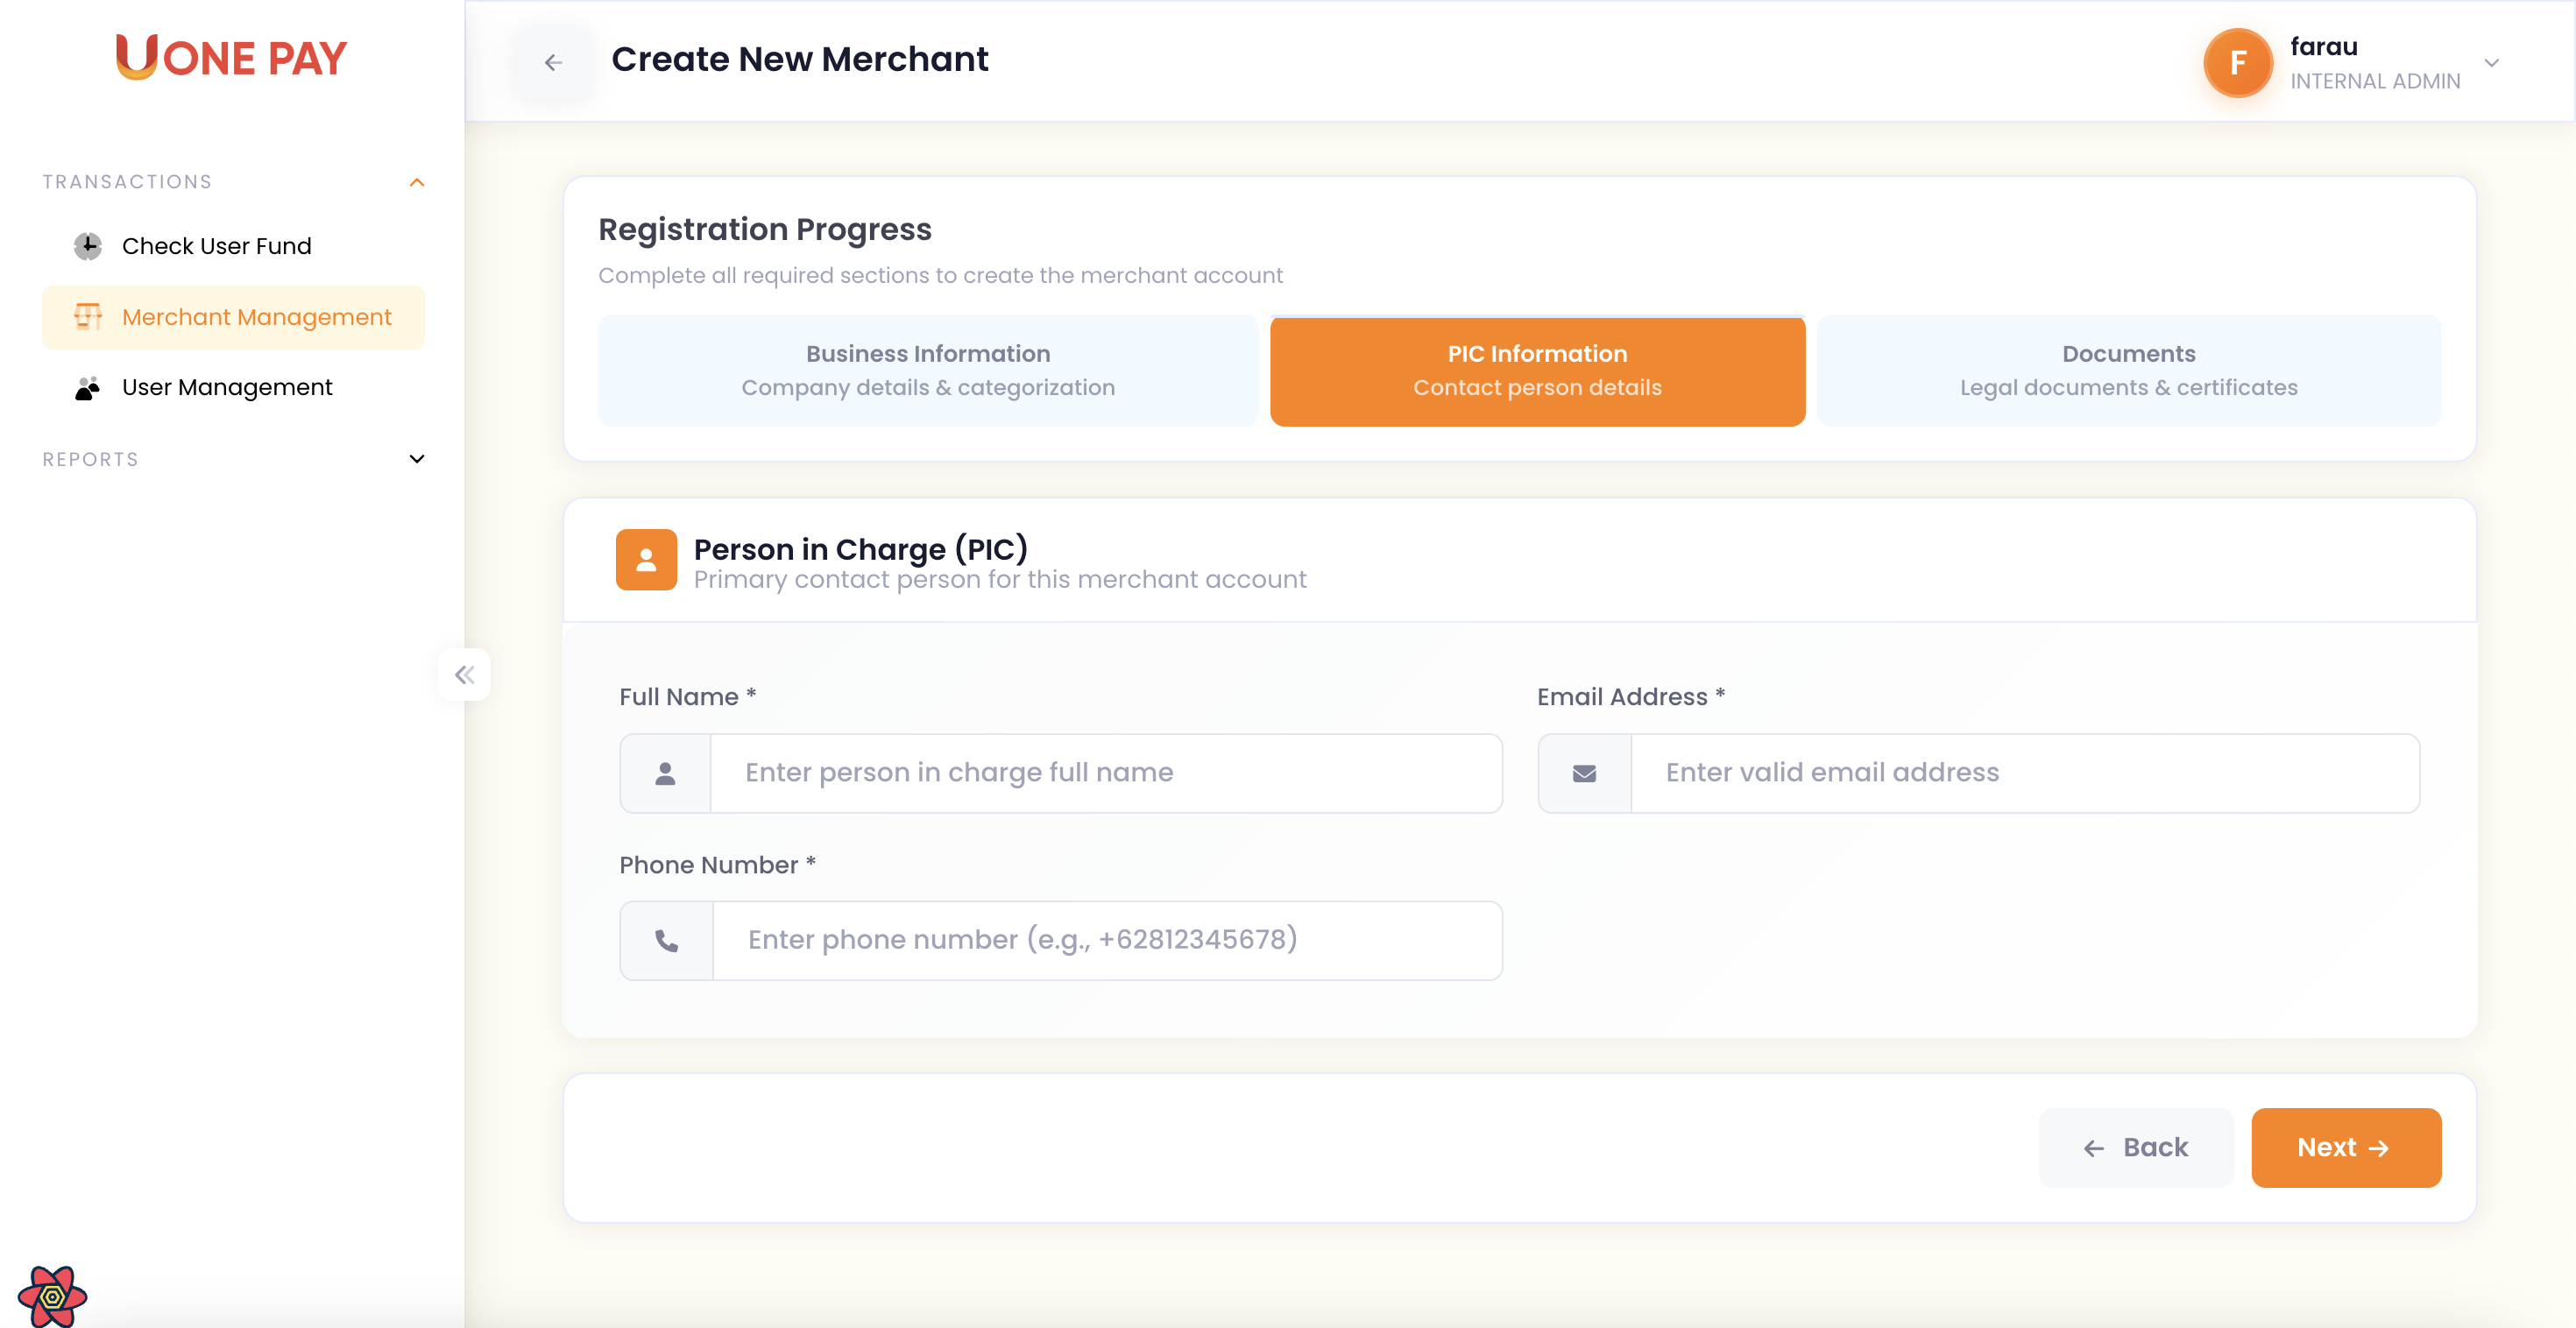 UONE PAY
Create New Merchant
F
farau
INTERNAL ADMIN
TRANSACTIONS
Check User Fund
Merchant Management
User Management
REPORTS
Registration Progress
Complete all required sections to create the merchant account
Business Information
Company details & categorization
PIC Information
Contact person details
Documents
Legal documents & certificates
Person in Charge (PIC)
Primary contact person for this merchant account
Full Name *
Enter person in charge full name
Email Address *
Enter valid email address
Phone Number *
Enter phone number (e.g., +62812345678)
Back
Next